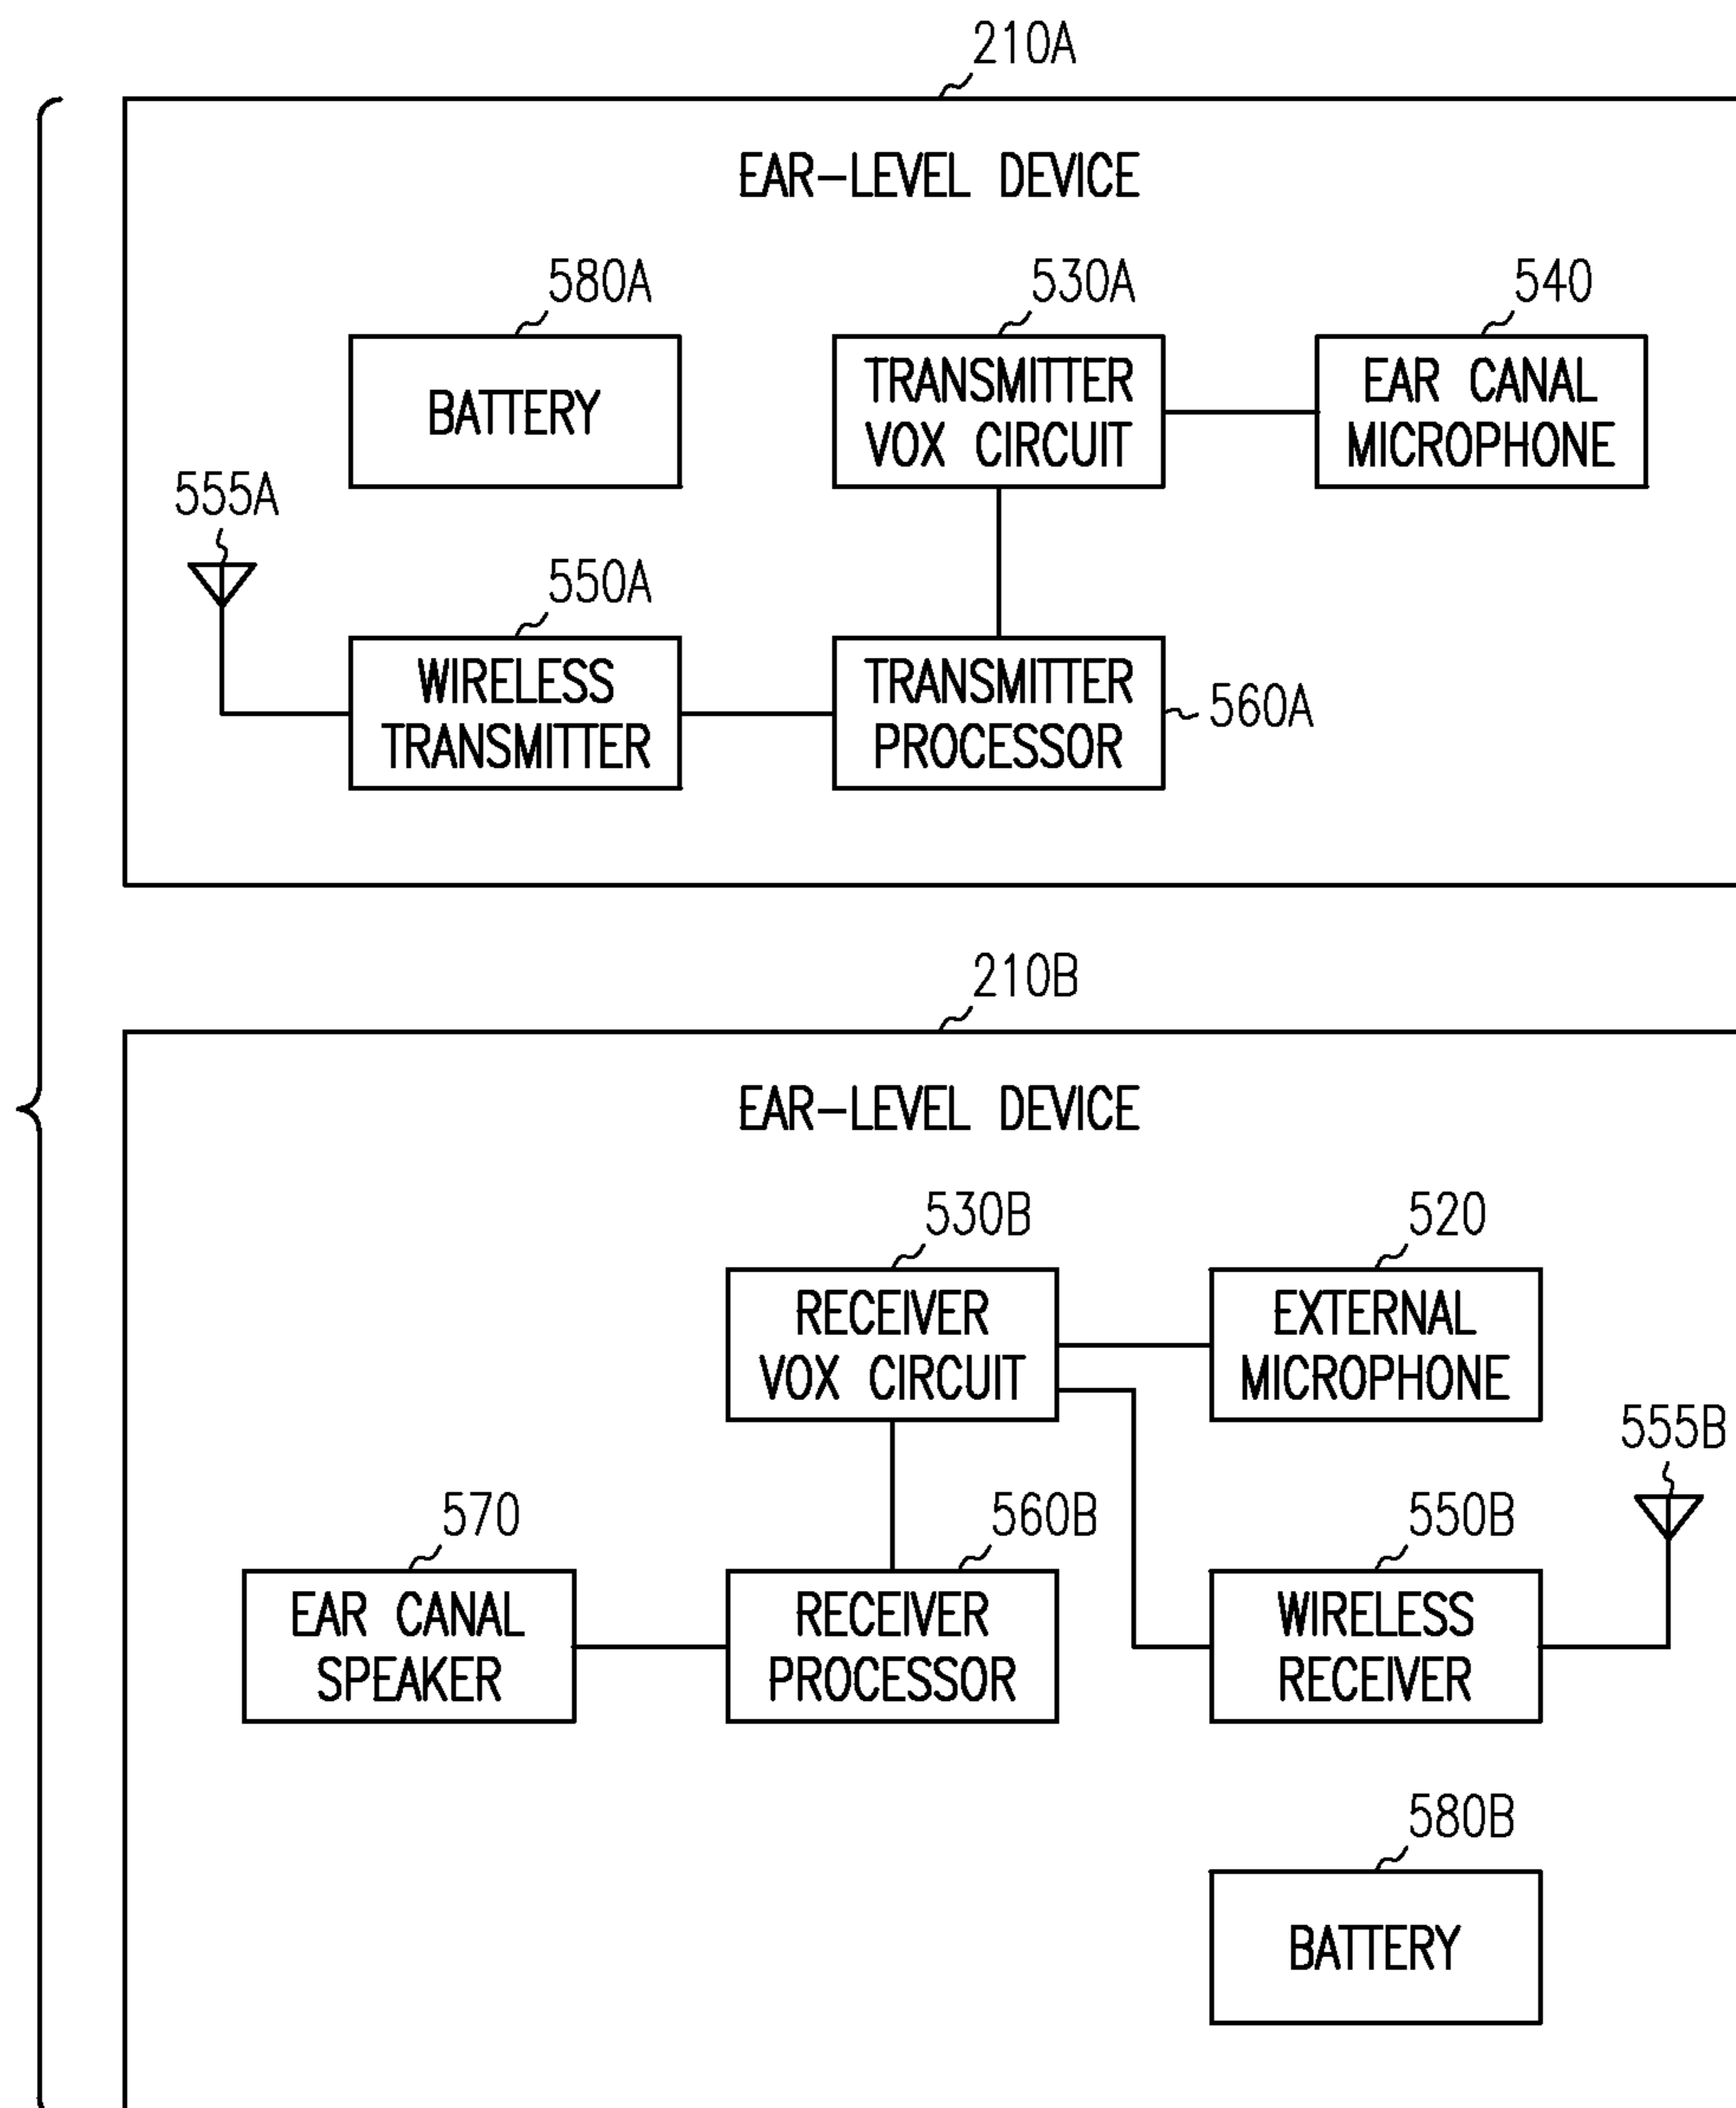 210A
EAR-LEVEL DEVICE
580A
530A
540
BATTERY
TRANSMITTER
VOX CIRCUIT
EAR CANAL
MICROPHONE
555A
550A
WIRELESS
TRANSMITTER
TRANSMITTER
PROCESSOR
560A
210B
EAR-LEVEL DEVICE
530B
520
RECEIVER
VOX CIRCUIT
EXTERNAL
MICROPHONE
555B
570
560B
550B
EAR CANAL
SPEAKER
RECEIVER
PROCESSOR
WIRELESS
RECEIVER
580B
BATTERY